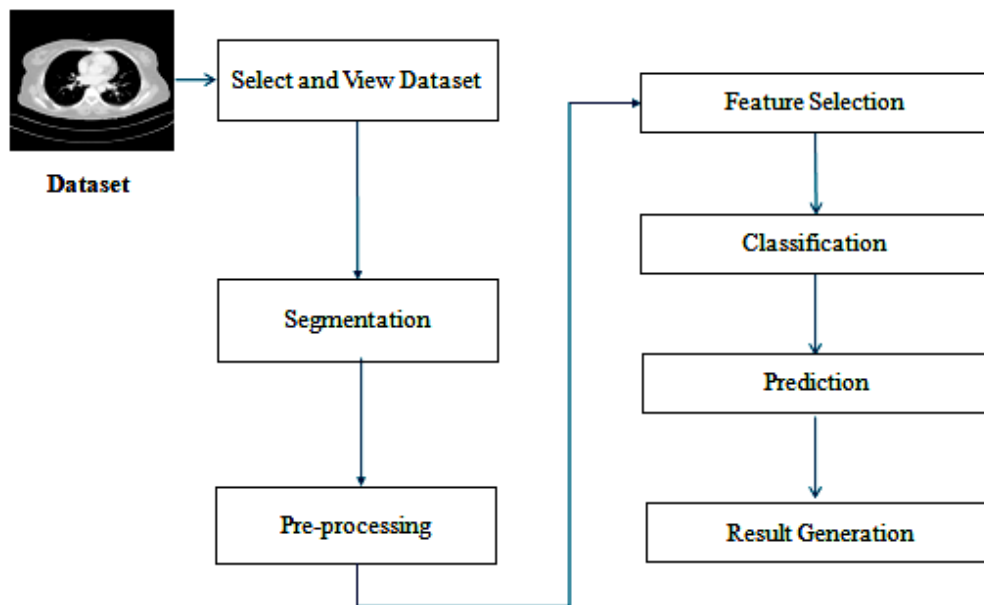 Dataset
Select and View Dataset
Segmentation
Pre-processing
Feature Selection
Classification
Prediction
Result Generation